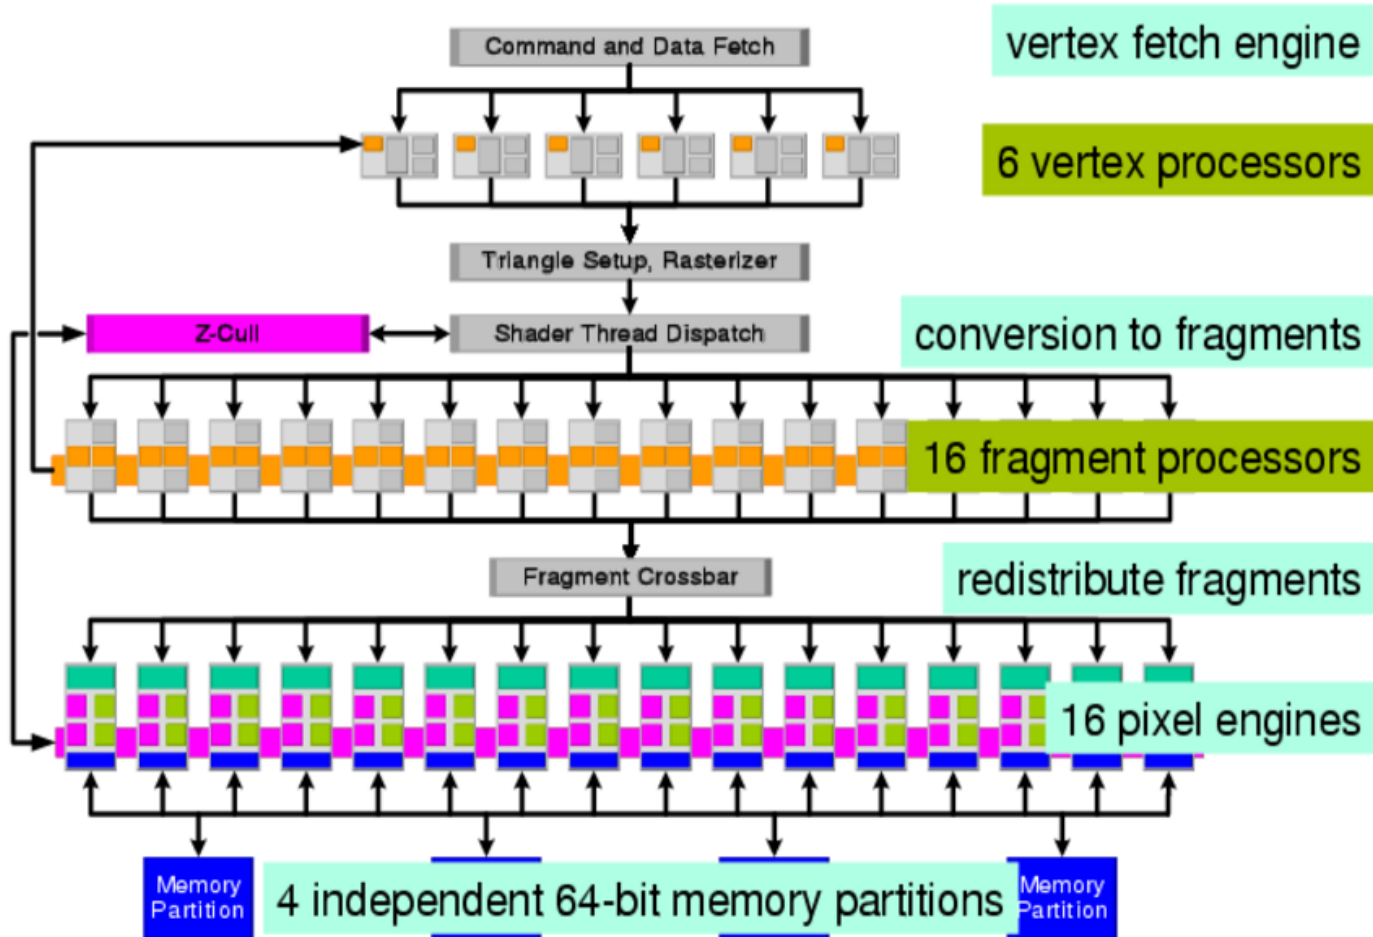 Command and Data Fetch
vertex fetch engine
6 vertex processors
Triangle Setup, Rasterizer
Z-Cull
Shader Thread Dispatch
conversion to fragments
16 fragment processors
Fragment Crossbar
redistribute fragments
16 pixel engines
Memory
Partition
4 independent 64-bit memory partitions
Memory
Partition